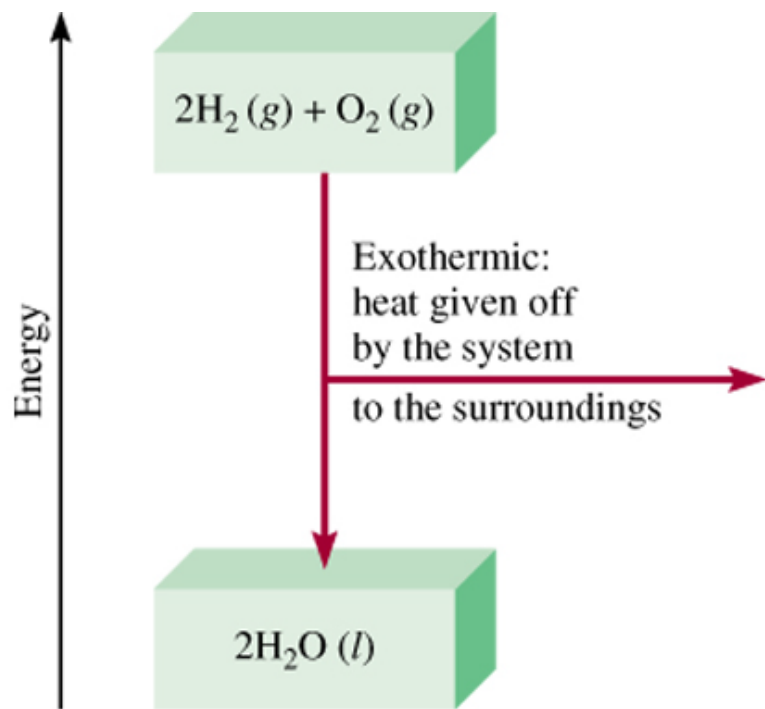 2H₂ (g) + O₂ (g)
Exothermic:
heat given off
by the system
to the surroundings
Energy
2H₂O (l)